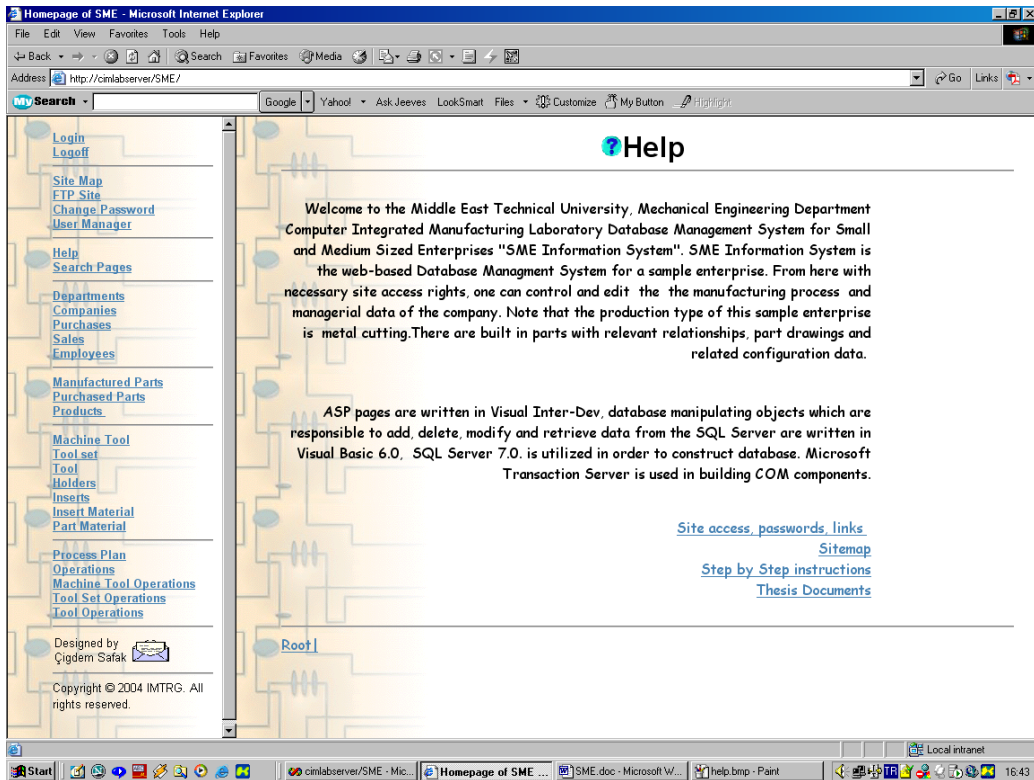 Homepage of SME - Microsoft Internet Explorer
File Edit View Favorites Tools Help
Back Search Favorites Media
Address http://cimlabserver/SME/ Go Links
My Search Google Yahoo! Ask Jeeves LookSmart Files Customize My Button Highlight
Login
Logoff
Site Map
FTP Site
Change Password
User Manager
Help
Search Pages
Departments
Companies
Purchases
Sales
Employees
Manufactured Parts
Purchased Parts
Products
Machine Tool
Tool set
Tool
Holders
Inserts
Insert Material
Part Material
Process Plan
Operations
Machine Tool Operations
Tool Set Operations
Tool Operations
Designed by
Çigdem Safak
Copyright © 2004 IMTRG. All
rights reserved.
?Help
Welcome to the Middle East Technical University, Mechanical Engineering Department
Computer Integrated Manufacturing Laboratory Database Management System for Small
and Medium Sized Enterprises "SME Information System". SME Information System is
the web-based Database Managment System for a sample enterprise. From here with
necessary site access rights, one can control and edit the the manufacturing process and
managerial data of the company. Note that the production type of this sample enterprise
is metal cutting.There are built in parts with relevant relationships, part drawings and
related configuration data.
ASP pages are written in Visual Inter-Dev, database manipulating objects which are
responsible to add, delete, modify and retrieve data from the SQL Server are written in
Visual Basic 6.0, SQL Server 7.0. is utilized in order to construct database. Microsoft
Transaction Server is used in building COM components.
Site access, passwords, links
Sitemap
Step by Step instructions
Thesis Documents
Root|
Local intranet
Start cimlabserver/SME - Mic... Homepage of SME ... SME.doc - Microsoft W... help.bmp - Paint TR 16:45